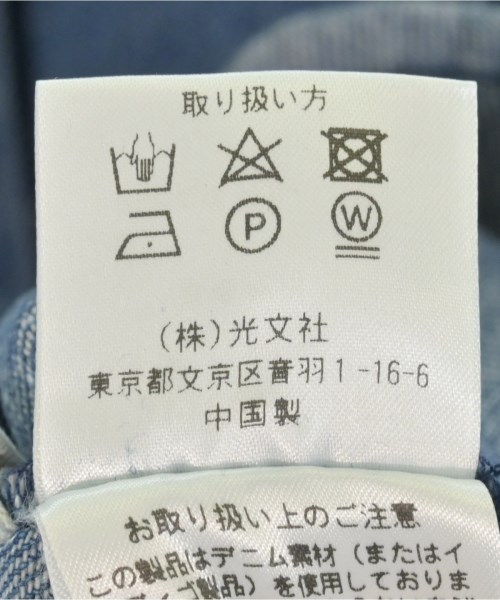 取り扱い方
P W
(株)光文社
東京都文京区音羽1-16-6
中国製
お取り扱い上のご注意
この製品はデニム素材(またはイ
ンディゴ製品)を使用しておりま